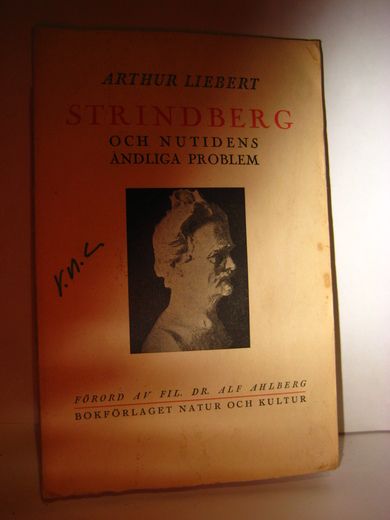 ARTHUR LIEBERT
STRINDBERG
OCH NUTIDENS
ANDLIGA PROBLEM
r.n.c
FÖRORD AV FIL. DR. ALF AHLBERG
BOKFÖRLAGET NATUR OCH KULTUR